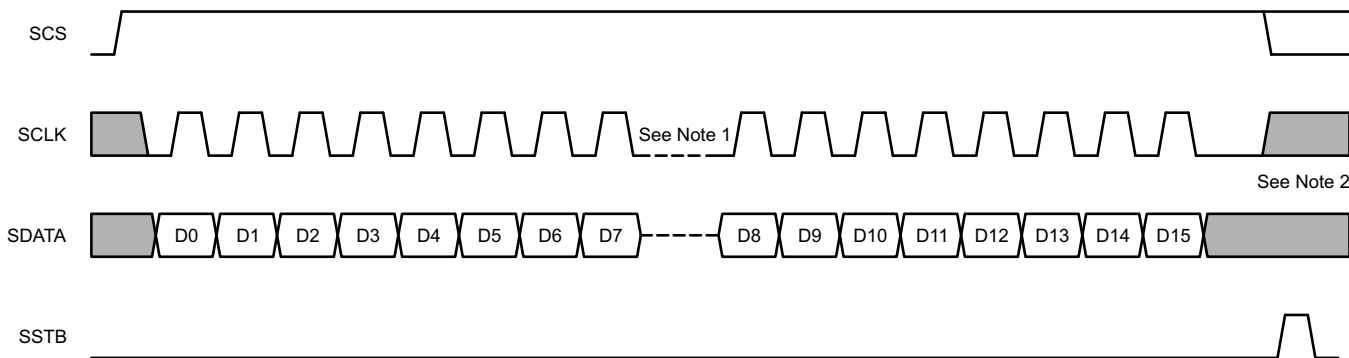 SCS
SCLK
See Note 1
See Note 2
SDATA
D0 D1 D2 D3 D4 D5 D6 D7 D8 D9 D10 D11 D12 D13 D14 D15
SSTB